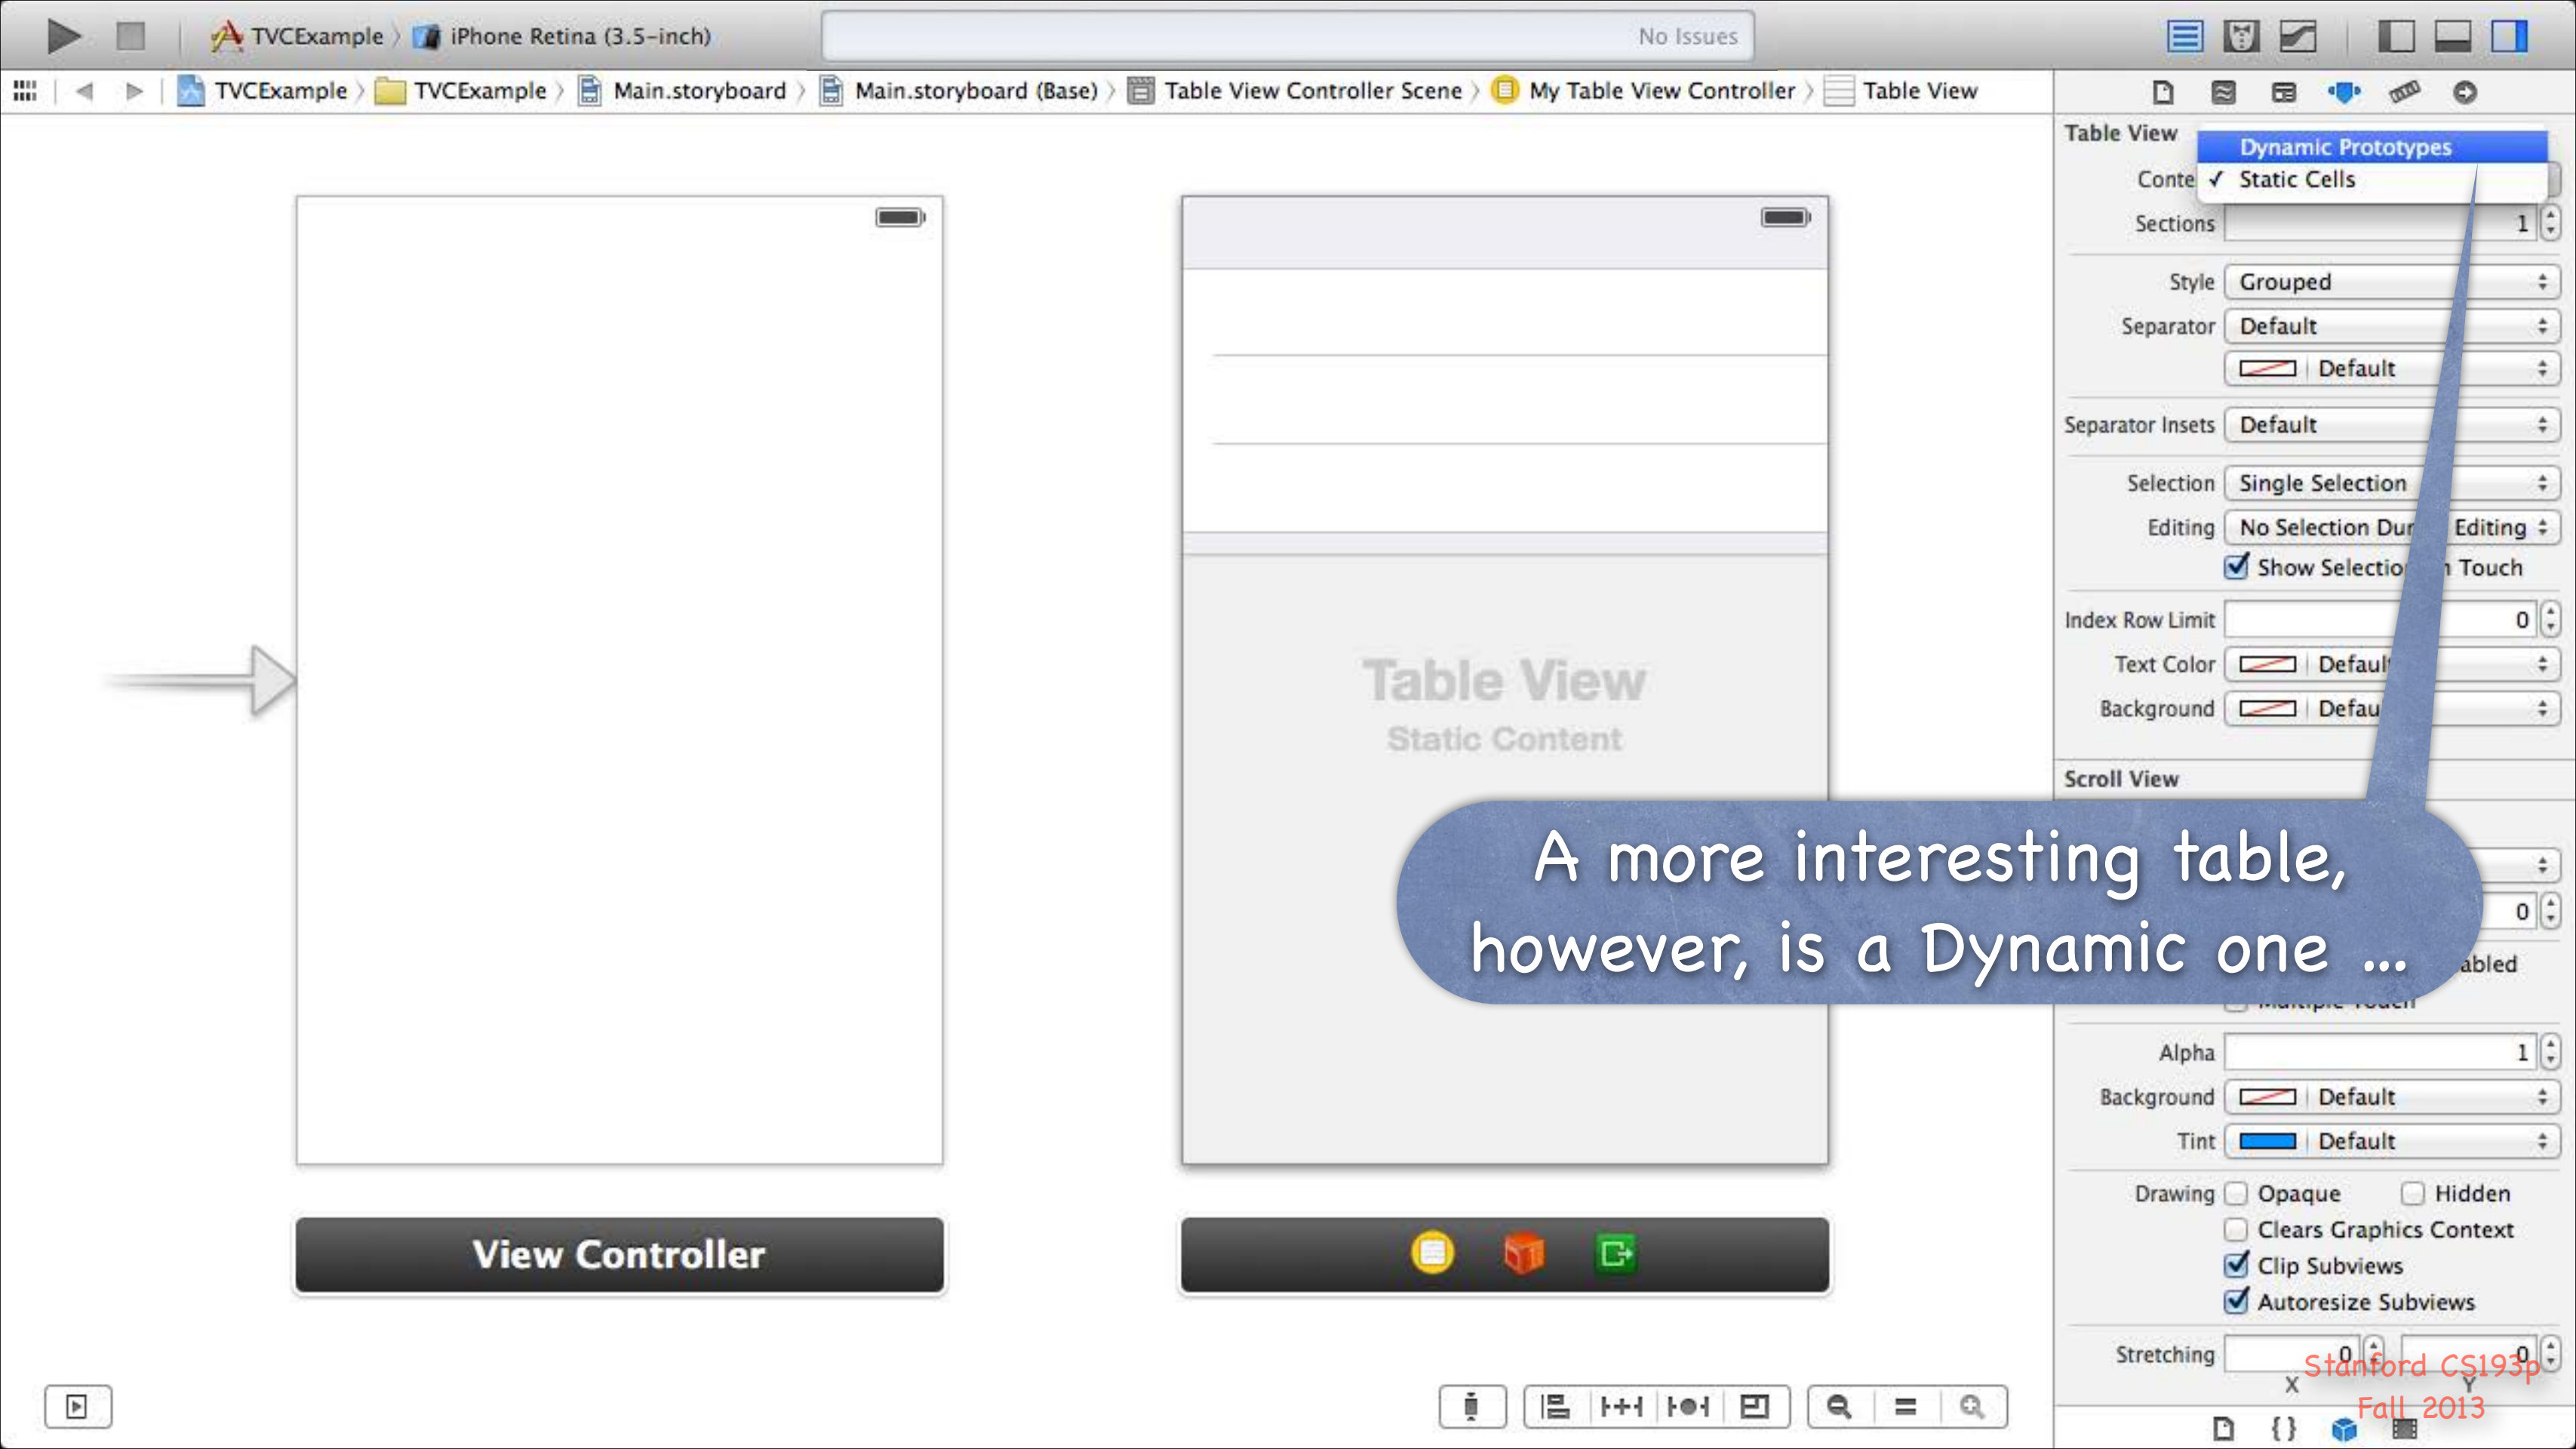 TVCExample
iPhone Retina (3.5-inch)
No Issues
TVCExample
TVCExample
Main.storyboard
Main.storyboard (Base)
Table View Controller Scene
My Table View Controller
Table View
Table View
Dynamic Prototypes
Conte ✓ Static Cells
Sections 1
Style Grouped
Separator Default
Default
Separator Insets Default
Selection Single Selection
Editing No Selection Dur Editing
Show Selectio n Touch
Index Row Limit 0
Text Color Default
Background Defau
Table View
Static Content
Scroll View
A more interesting table,
however, is a Dynamic one ...
0
abled
Alpha 1
Background Default
Tint Default
Drawing Opaque Hidden
Clears Graphics Context
Clip Subviews
Autoresize Subviews
Stretching 0 0
X Y
View Controller
Stanford CS193p
Fall 2013